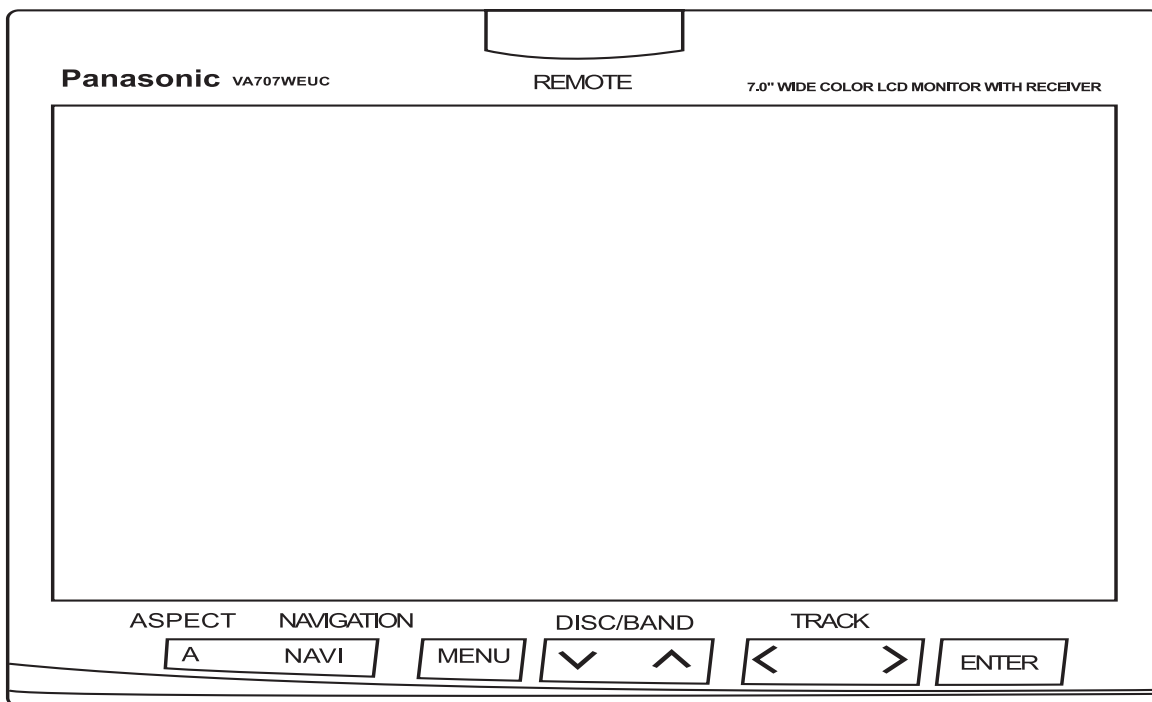 Panasonic VA707WEUC
REMOTE
7.0" WIDE COLOR LCD MONITOR WITH RECEIVER
ASPECT NAVIGATION DISC/BAND TRACK
A NAVI MENU ENTER